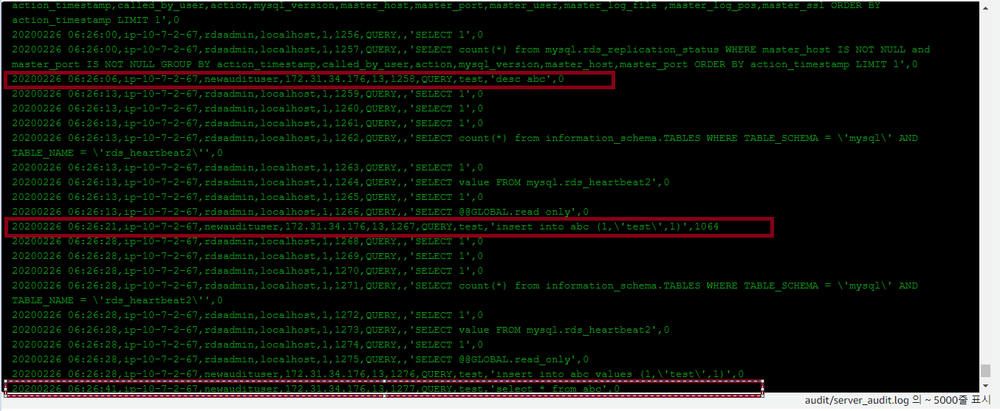 action_timestamp,called_by_user,action,mysql_version,master_host,master_port,master_user,master_log_file ,master_log_pos,master_ssl ORDER BY
action_timestamp LIMIT 1',0
20200226 06:26:00,ip-10-7-2-67,rdsadmin,localhost,1,1256,QUERY,,'SELECT 1',0
20200226 06:26:00,ip-10-7-2-67,rdsadmin,localhost,1,1257,QUERY,,'SELECT count(*) from mysql.rds_replication_status WHERE master_host IS NOT NULL and
master_port IS NOT NULL GROUP BY action_timestamp,called_by_user,action,mysql_version,master_host,master_port ORDER BY action_timestamp LIMIT 1',0
20200226 06:26:06,ip-10-7-2-67,newaudituser,172.31.34.176,13,1258,QUERY,test,'desc abc',0
20200226 06:26:13,ip-10-7-2-67,rdsadmin,localhost,1,1259,QUERY,,'SELECT 1',0
20200226 06:26:13,ip-10-7-2-67,rdsadmin,localhost,1,1260,QUERY,,'SELECT 1',0
20200226 06:26:13,ip-10-7-2-67,rdsadmin,localhost,1,1261,QUERY,,'SELECT 1',0
20200226 06:26:13,ip-10-7-2-67,rdsadmin,localhost,1,1262,QUERY,,'SELECT count(*) from information_schema.TABLES WHERE TABLE_SCHEMA = \'mysql\' AND
TABLE_NAME = \'rds_heartbeat2\'',0
20200226 06:26:13,ip-10-7-2-67,rdsadmin,localhost,1,1263,QUERY,,'SELECT 1',0
20200226 06:26:13,ip-10-7-2-67,rdsadmin,localhost,1,1264,QUERY,,'SELECT value FROM mysql.rds_heartbeat2',0
20200226 06:26:13,ip-10-7-2-67,rdsadmin,localhost,1,1265,QUERY,,'SELECT 1',0
20200226 06:26:13,ip-10-7-2-67,rdsadmin,localhost,1,1266,QUERY,,'SELECT @@GLOBAL.read_only',0
20200226 06:26:21,ip-10-7-2-67,newaudituser,172.31.34.176,13,1267,QUERY,test,'insert into abc (1,\'test\',1)',1064
20200226 06:26:28,ip-10-7-2-67,rdsadmin,localhost,1,1268,QUERY,,'SELECT 1',0
20200226 06:26:28,ip-10-7-2-67,rdsadmin,localhost,1,1269,QUERY,,'SELECT 1',0
20200226 06:26:28,ip-10-7-2-67,rdsadmin,localhost,1,1270,QUERY,,'SELECT 1',0
20200226 06:26:28,ip-10-7-2-67,rdsadmin,localhost,1,1271,QUERY,,'SELECT count(*) from information_schema.TABLES WHERE TABLE_SCHEMA = \'mysql\' AND
TABLE_NAME = \'rds_heartbeat2\'',0
20200226 06:26:28,ip-10-7-2-67,rdsadmin,localhost,1,1272,QUERY,,'SELECT 1',0
20200226 06:26:28,ip-10-7-2-67,rdsadmin,localhost,1,1273,QUERY,,'SELECT value FROM mysql.rds_heartbeat2',0
20200226 06:26:28,ip-10-7-2-67,rdsadmin,localhost,1,1274,QUERY,,'SELECT 1',0
20200226 06:26:28,ip-10-7-2-67,rdsadmin,localhost,1,1275,QUERY,,'SELECT @@GLOBAL.read_only',0
20200226 06:26:28,ip-10-7-2-67,newaudituser,172.31.34.176,13,1276,QUERY,test,'insert into abc values (1,\'test\',1)',0
20200226 06:26:41,ip-10-7-2-67,newaudituser,172.31.34.176,13,1277,QUERY,test,'select * from abc',0
audit/server_audit.log 의 ~ 5000줄 표시